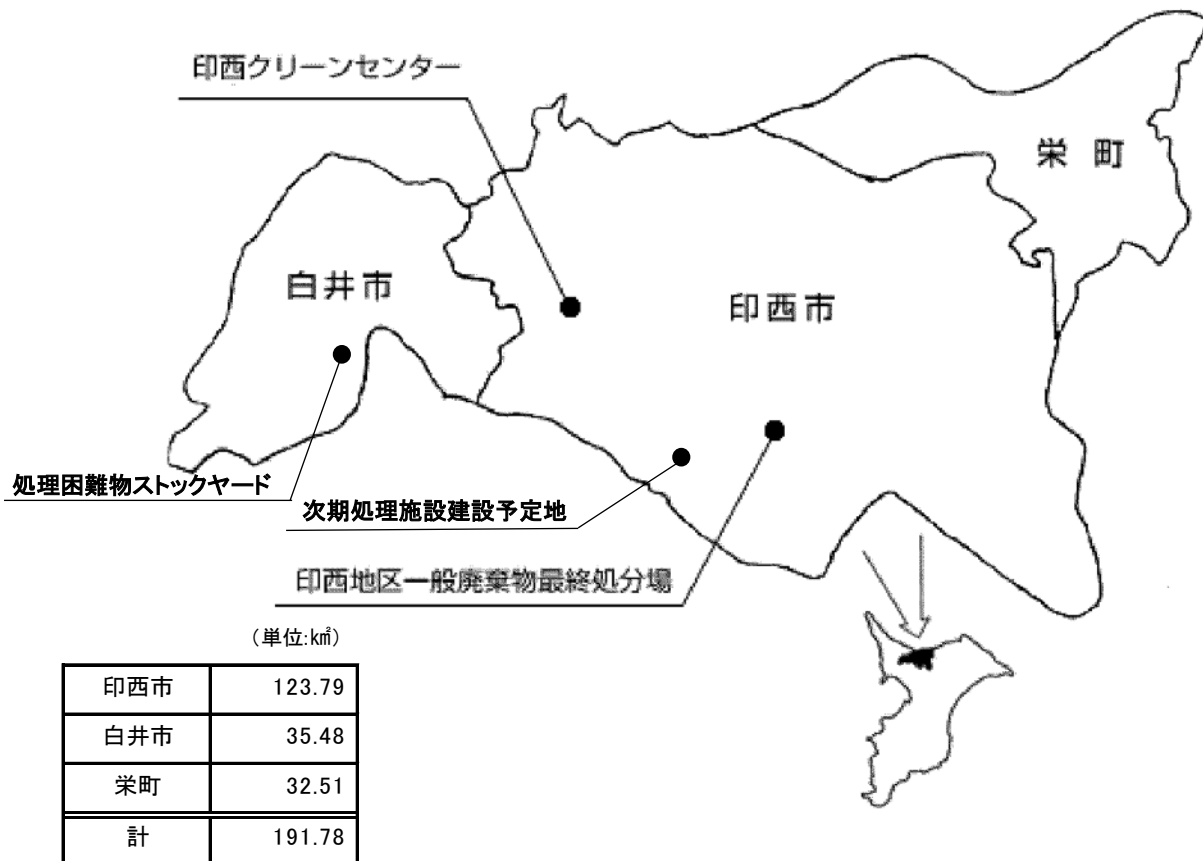 印西クリーンセンター
栄町
白井市
印西市
処理困難物ストックヤード
次期処理施設建設予定地
印西地区一般廃棄物最終処分場
（単位:k㎡）
印西市 123.79
白井市 35.48
栄町 32.51
計 191.78